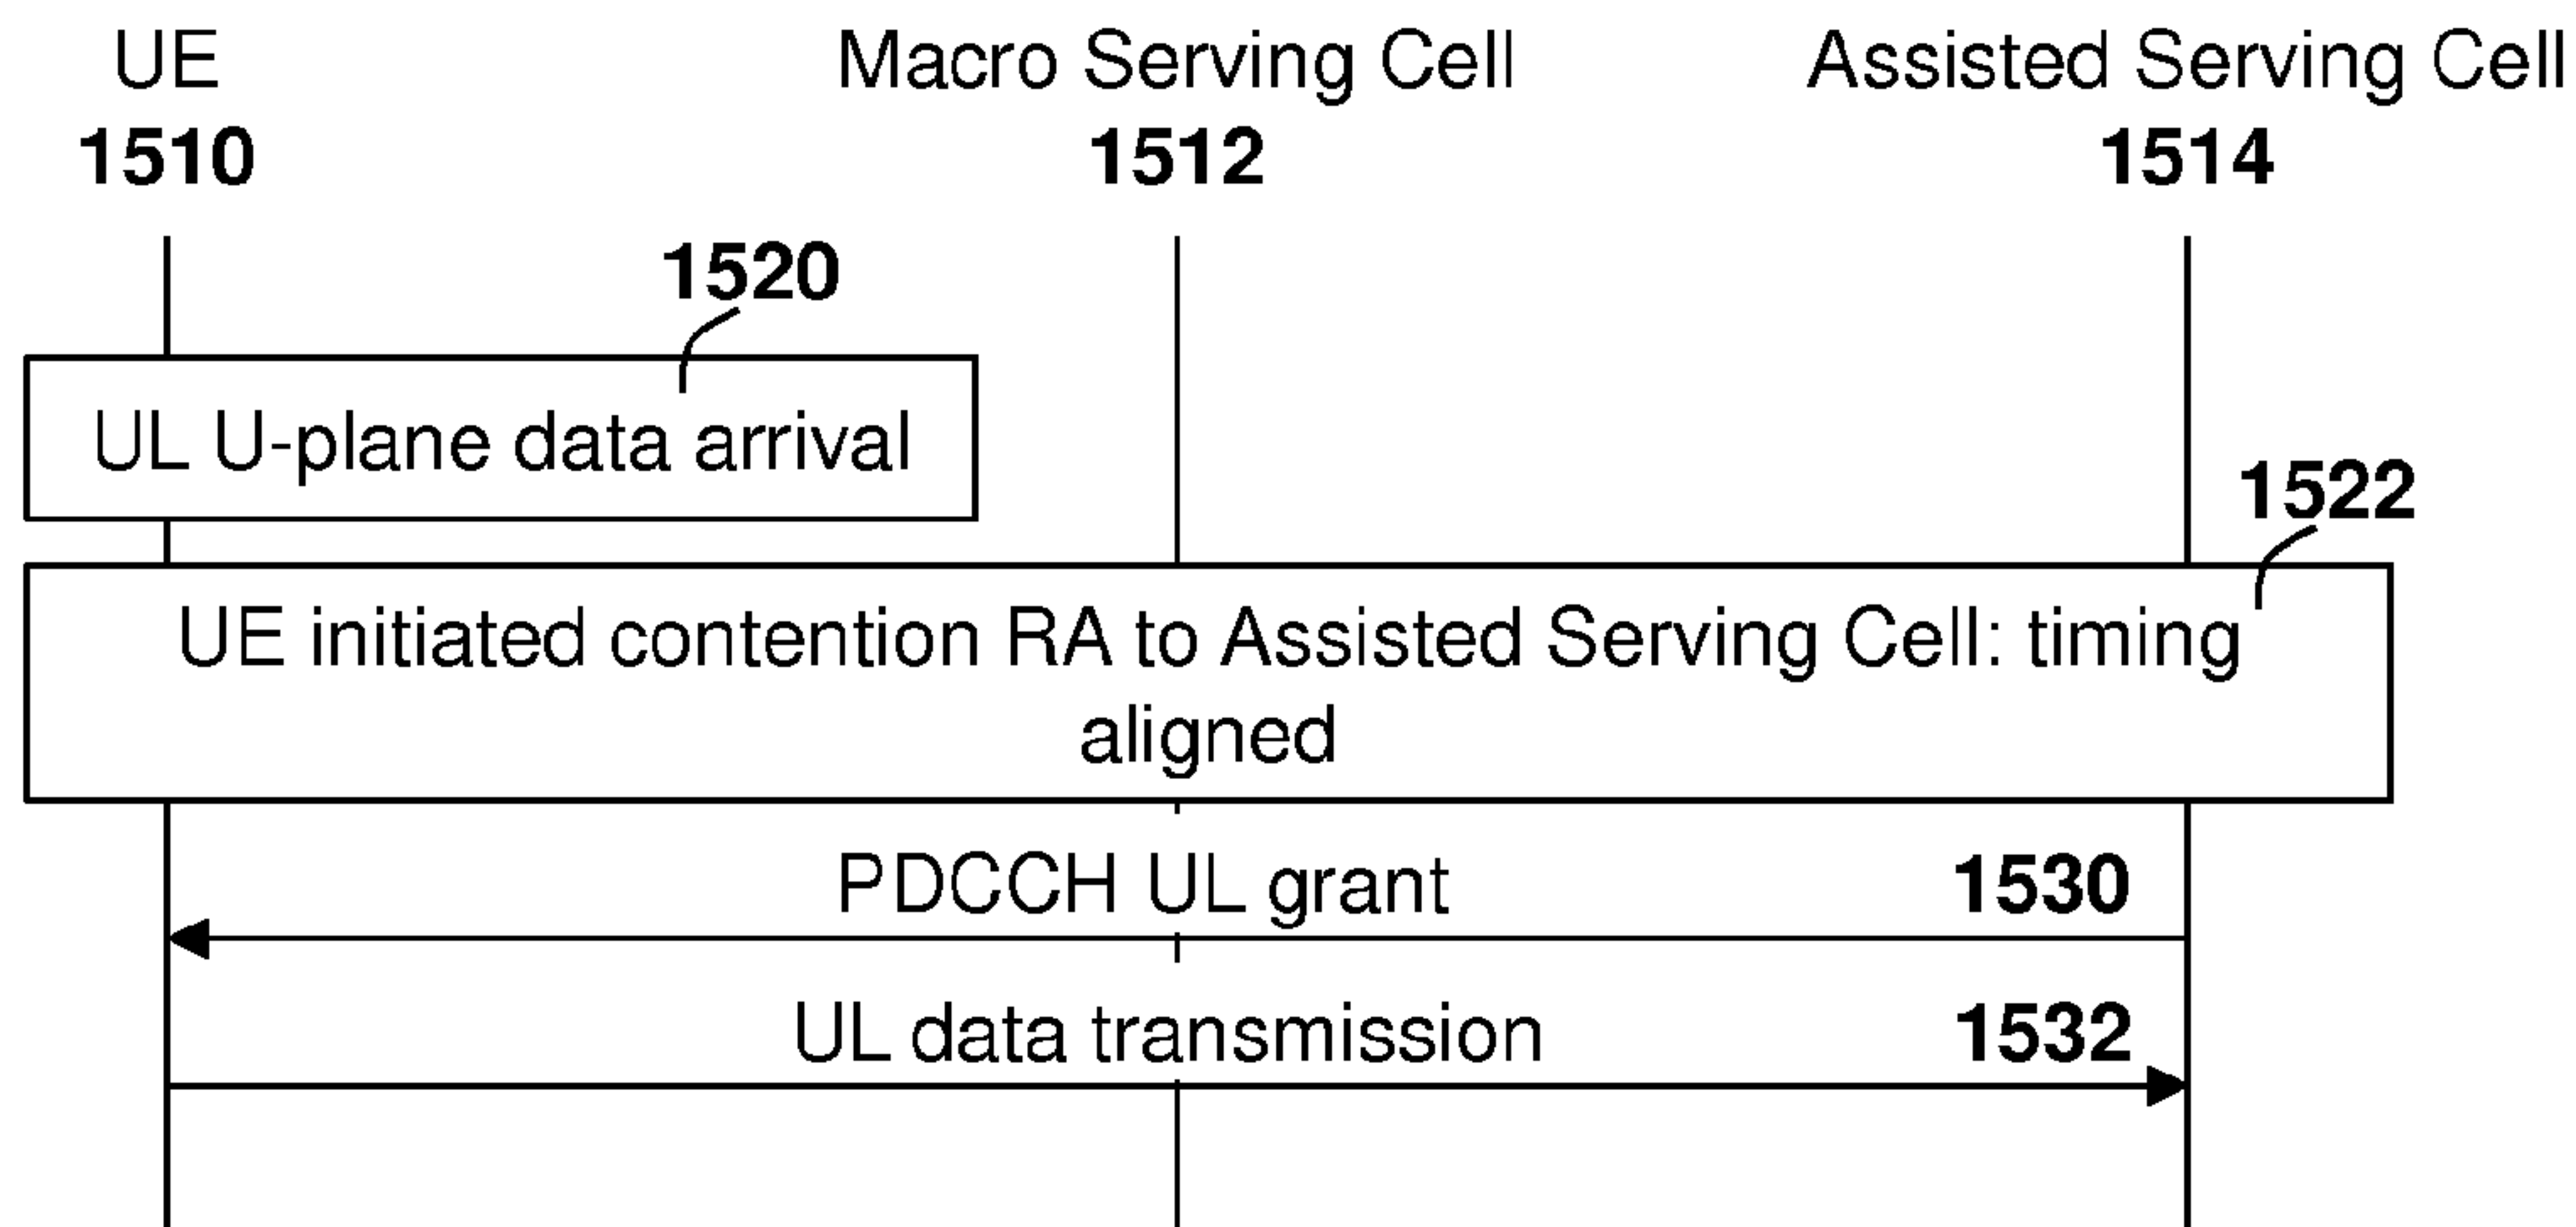 UE Macro Serving Cell Assisted Serving Cell
1510 1512 1514
1520
UL U-plane data arrival
1522
UE initiated contention RA to Assisted Serving Cell: timing
aligned
PDCCH UL grant 1530
UL data transmission 1532